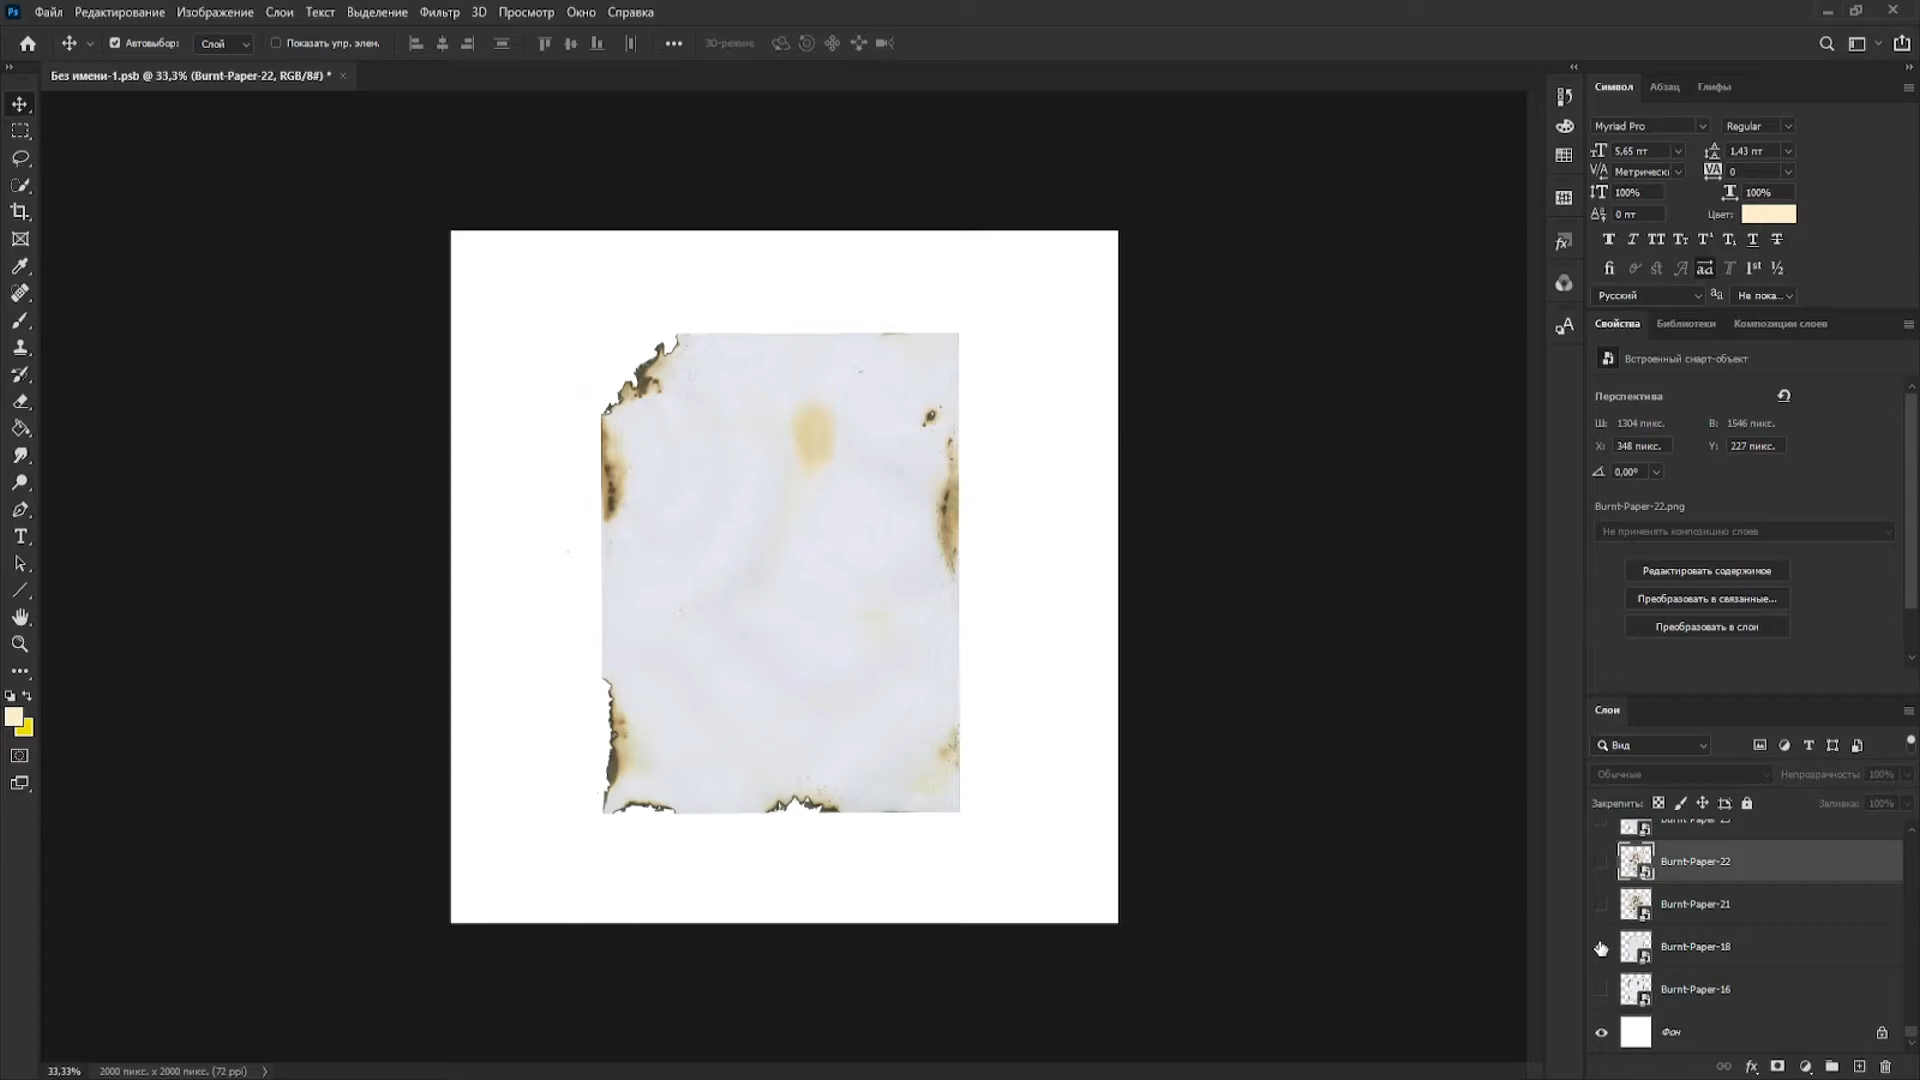 Ps Файл Редактирование Изображение Слои Текст Выделение Фильтр 3D Просмотр Окно Справка
Автовыбор: Слой Показать упр. элем. 3D-режим:
Без имени-1.psb @ 33,3% (Burnt-Paper-22, RGB/8#) *
Символ Абзац Глифы
Myriad Pro Regular
5,65 пт 1,43 пт
Метрическ 0
100% 100%
0 пт Цвет:
Русский Не пока...
Свойства Библиотеки Композиции слоев
Встроенный смарт-объект
Перспектива
Ш: 1304 пикс. В: 1546 пикс.
X: 348 пикс. Y: 227 пикс.
0,00°
Burnt-Paper-22.png
Не применять композицию слоев
Редактировать содержимое
Преобразовать в связанные...
Преобразовать в слои
Слои
Вид
Обычные Непрозрачность: 100%
Закрепить: Заливка: 100%
Burnt-Paper-22
Burnt-Paper-21
Burnt-Paper-18
Burnt-Paper-16
Фон
33,33% 2000 пикс. x 2000 пикс. (72 ppi)